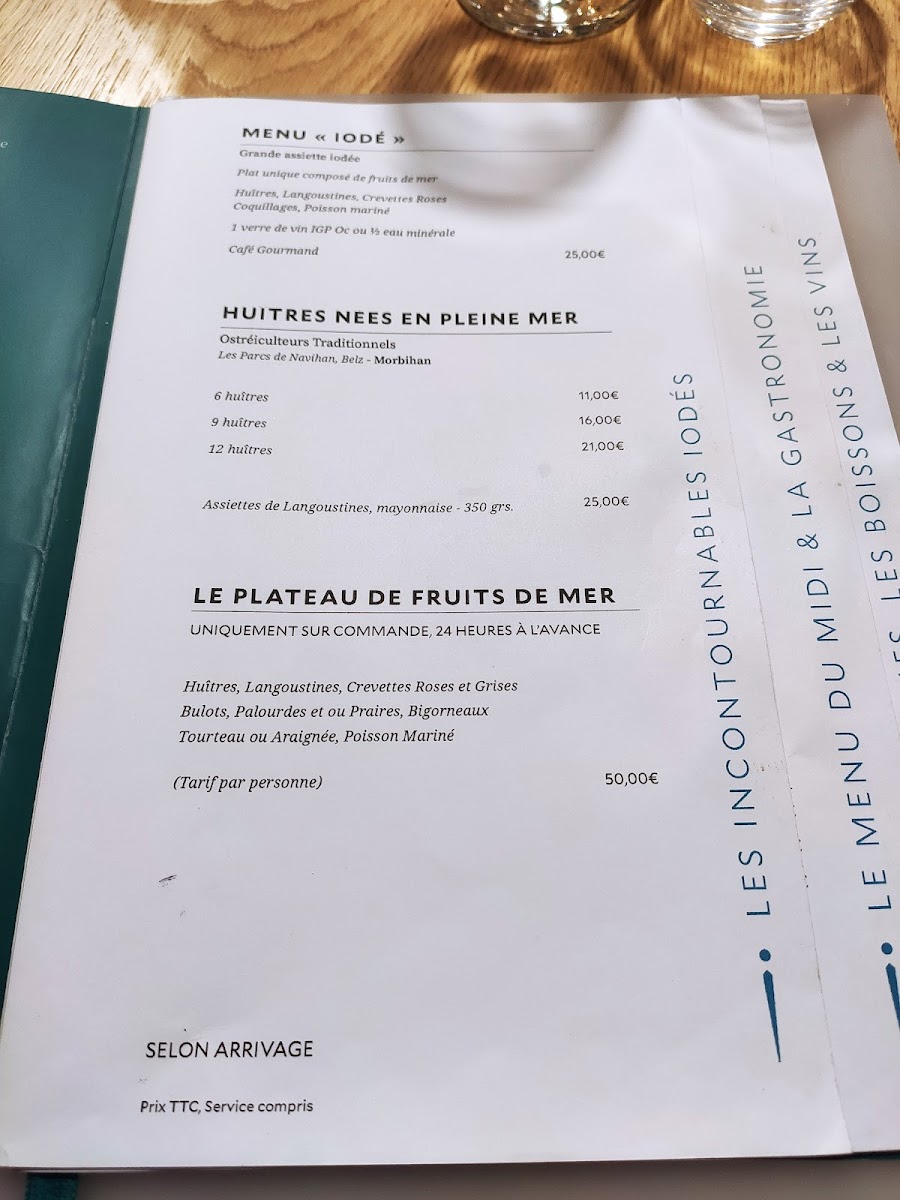 MENU « IODÉ »
Grande assiette iodée
Plat unique composé de fruits de mer
Huîtres, Langoustines, Crevettes Roses
Coquillages, Poisson mariné
1 verre de vin IGP Oc ou ½ eau minérale
Café Gourmand 25,00€
HUITRES NÉES EN PLEINE MER
Ostréiculteurs Traditionnels
Les Parcs de Navihan, Belz - Morbihan
6 huîtres 11,00€
9 huîtres 16,00€
12 huîtres 21,00€
Assiettes de Langoustines, mayonnaise - 350 grs. 25,00€
LE PLATEAU DE FRUITS DE MER
UNIQUEMENT SUR COMMANDE, 24 HEURES À L'AVANCE
Huîtres, Langoustines, Crevettes Roses et Grises
Bulots, Palourdes et ou Praires, Bigorneaux
Tourteau ou Araignée, Poisson Mariné
(Tarif par personne) 50,00€
SELON ARRIVAGE
Prix TTC, Service compris
LES INCONTOURNABLES IODÉS
LE MENU DU MIDI & LA GASTRONOMIE
LES BOISSONS & LES VINS